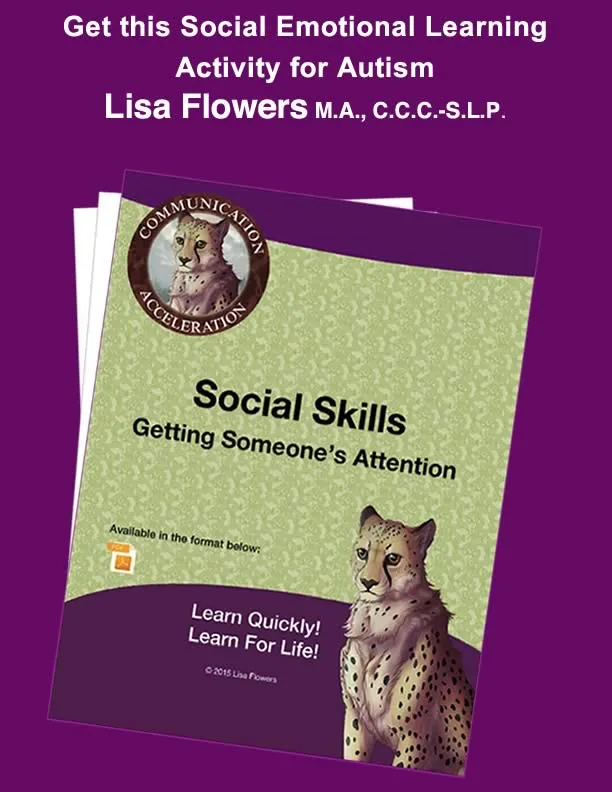 Get this Social Emotional Learning
Activity for Autism
Lisa Flowers M.A., C.C.C.-S.L.P.
COMMUNICATION
ACCELERATION
Social Skills
Getting Someone's Attention
Available in the format below:
PDF
Learn Quickly!
Learn For Life!
© 2015 Lisa Flowers